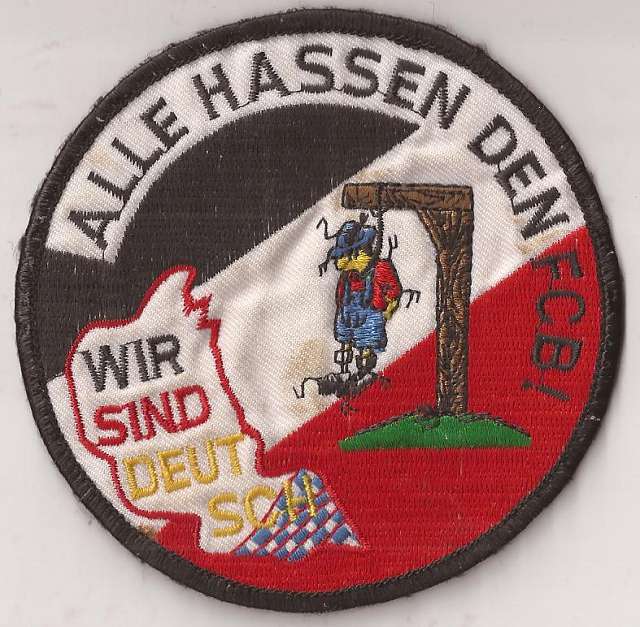 ALLE HASSEN DEN FCB!
WIR
SIND
DEUT
SCH